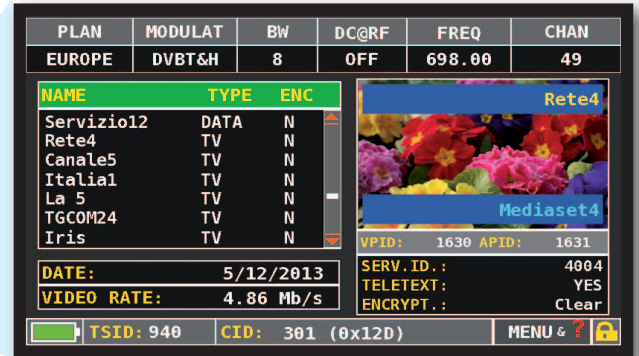 PLAN MODULAT BW DC@RF FREQ CHAN
EUROPE DVBT&H 8 OFF 698.00 49
NAME TYPE ENC
Servizio12 DATA N
Rete4 TV N
Canale5 TV N
Italia1 TV N
La 5 TV N
TGCOM24 TV N
Iris TV N
DATE: 5/12/2013
VIDEO RATE: 4.86 Mb/s
Rete4
Mediaset4
VPID: 1630 APID: 1631
SERV.ID.: 4004
TELETEXT: YES
ENCRYPT.: Clear
TSID: 940 CID: 301 (0x12D) MENU & ?